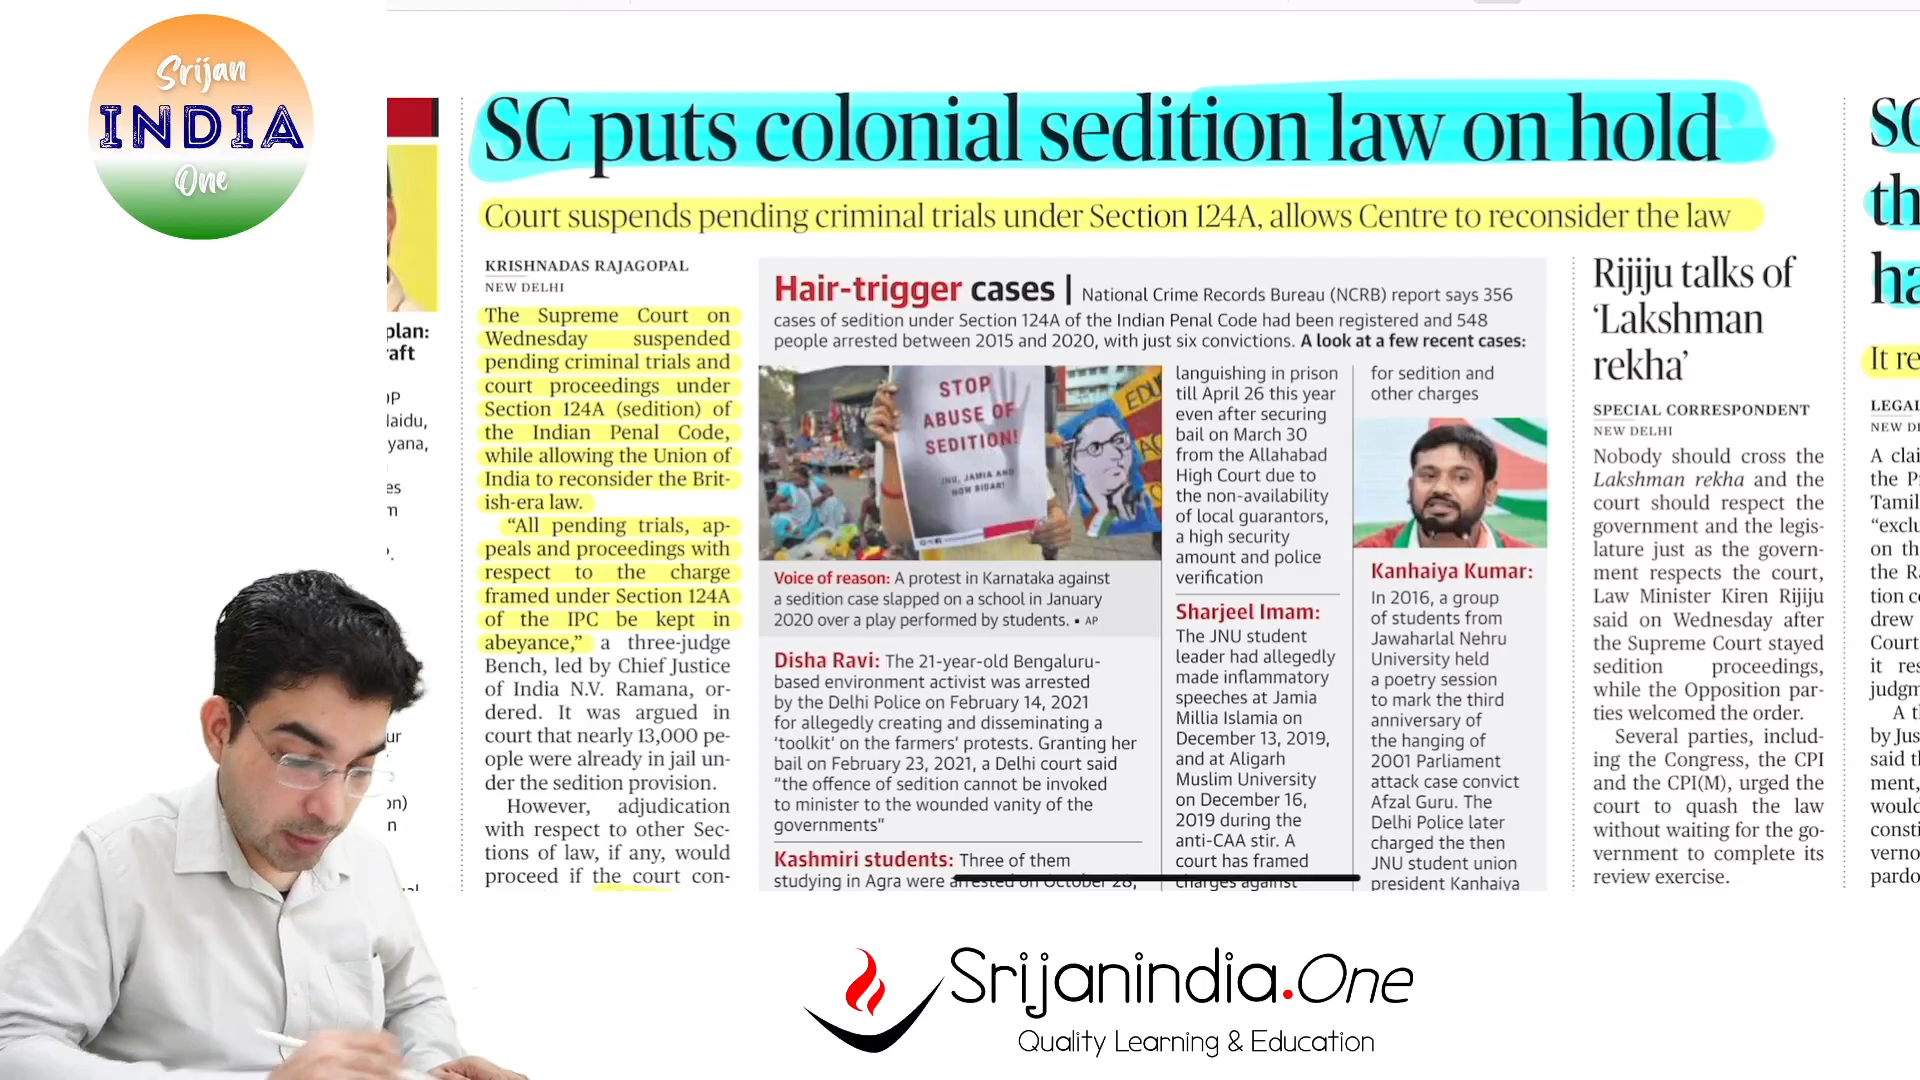 Srijan
INDIA
One
SC puts colonial sedition law on hold
Court suspends pending criminal trials under Section 124A, allows Centre to reconsider the law
KRISHNADAS RAJAGOPAL
NEW DELHI
The Supreme Court on
Wednesday suspended
pending criminal trials and
court proceedings under
Section 124A (sedition) of
the Indian Penal Code,
while allowing the Union of
India to reconsider the Brit-
ish-era law.
“All pending trials, ap-
peals and proceedings with
respect to the charge
framed under Section 124A
of the IPC be kept in
abeyance,” a three-judge
Bench, led by Chief Justice
of India N.V. Ramana, or-
dered. It was argued in
court that nearly 13,000 pe-
ople were already in jail un-
der the sedition provision.
However, adjudication
with respect to other Sec-
tions of law, if any, would
proceed if the court con-
Hair-trigger cases | National Crime Records Bureau (NCRB) report says 356
cases of sedition under Section 124A of the Indian Penal Code had been registered and 548
people arrested between 2015 and 2020, with just six convictions. A look at a few recent cases:
STOP
ABUSE OF
SEDITION!
JNU, JAMIA AND
NOW BIDAR!
EDU
Voice of reason: A protest in Karnataka against
a sedition case slapped on a school in January
2020 over a play performed by students. ▪ AP
Disha Ravi: The 21-year-old Bengaluru-
based environment activist was arrested
by the Delhi Police on February 14, 2021
for allegedly creating and disseminating a
‘toolkit’ on the farmers’ protests. Granting her
bail on February 23, 2021, a Delhi court said
“the offence of sedition cannot be invoked
to minister to the wounded vanity of the
governments”
Kashmiri students: Three of them
studying in Agra were arrested on October 28,
languishing in prison
till April 26 this year
even after securing
bail on March 30
from the Allahabad
High Court due to
the non-availability
of local guarantors,
a high security
amount and police
verification
Sharjeel Imam:
The JNU student
leader had allegedly
made inflammatory
speeches at Jamia
Millia Islamia on
December 13, 2019,
and at Aligarh
Muslim University
on December 16,
2019 during the
anti-CAA stir. A
court has framed
charges against
for sedition and
other charges
Kanhaiya Kumar:
In 2016, a group
of students from
Jawaharlal Nehru
University held
a poetry session
to mark the third
anniversary of
the hanging of
2001 Parliament
attack case convict
Afzal Guru. The
Delhi Police later
charged the then
JNU student union
president Kanhaiya
Rijiju talks of
‘Lakshman
rekha’
SPECIAL CORRESPONDENT
NEW DELHI
Nobody should cross the
Lakshman rekha and the
court should respect the
government and the legis-
lature just as the govern-
ment respects the court,
Law Minister Kiren Rijiju
said on Wednesday after
the Supreme Court stayed
sedition proceedings,
while the Opposition par-
ties welcomed the order.
Several parties, includ-
ing the Congress, the CPI
and the CPI(M), urged the
court to quash the law
without waiting for the go-
vernment to complete its
review exercise.
Srijanindia.One
Quality Learning & Education